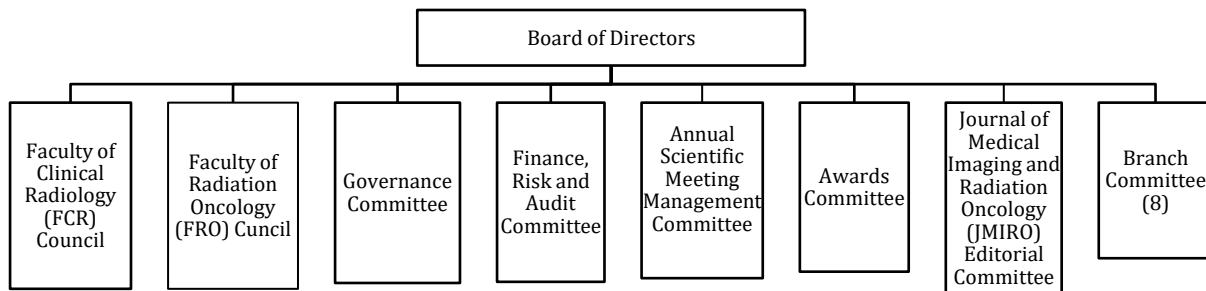 Board of Directors
Faculty of
Clinical
Radiology
(FCR)
Council
Faculty of
Radiation
Oncology
(FRO) Cuncil
Governance
Committee
Finance,
Risk and
Audit
Committee
Annual
Scientific
Meeting
Management
Committee
Awards
Committee
Journal of
Medical
Imaging and
Radiation
Oncology
(JMIRO)
Editorial
Committee
Branch
Committee
(8)